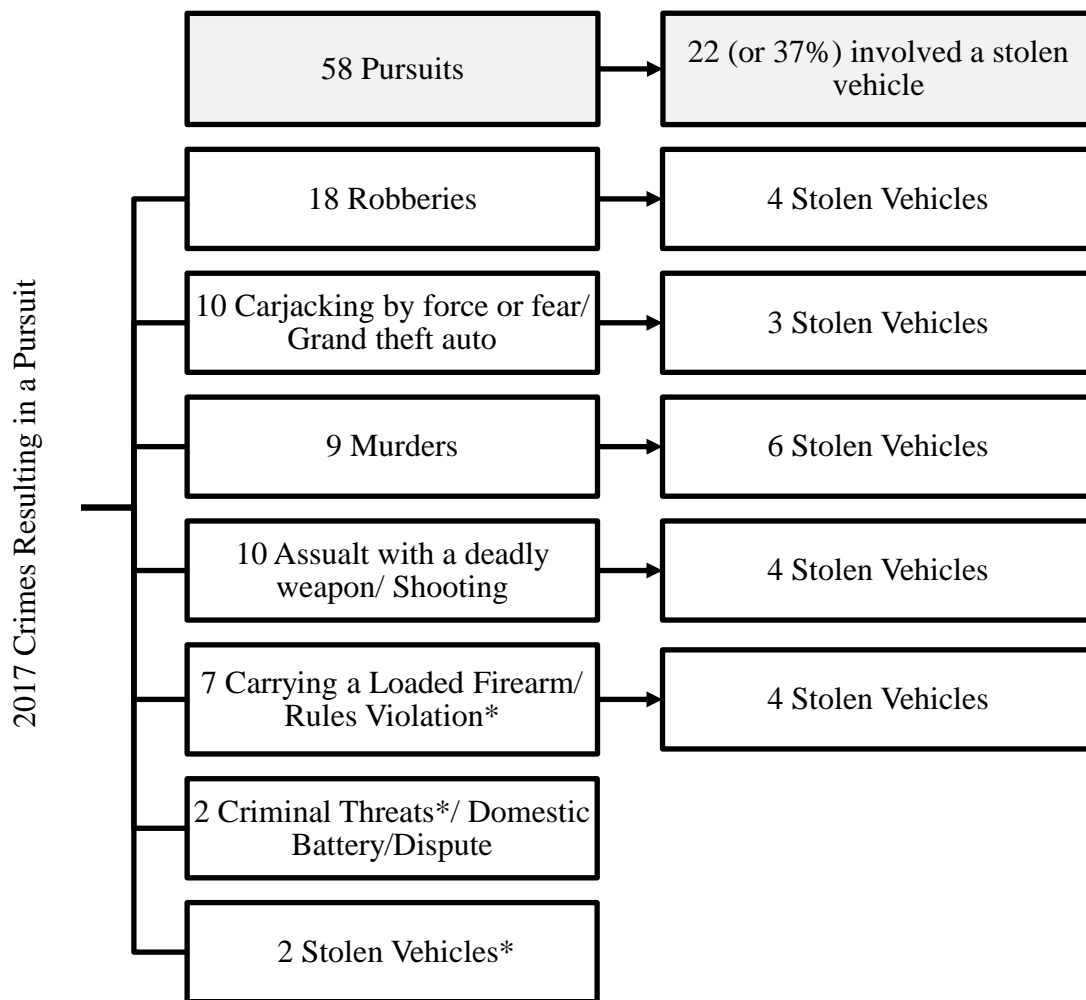 58 Pursuits
22 (or 37%) involved a stolen
vehicle
2017 Crimes Resulting in a Pursuit
18 Robberies
4 Stolen Vehicles
10 Carjacking by force or fear/
Grand theft auto
3 Stolen Vehicles
9 Murders
6 Stolen Vehicles
10 Assualt with a deadly
weapon/ Shooting
4 Stolen Vehicles
7 Carrying a Loaded Firearm/
Rules Violation*
4 Stolen Vehicles
2 Criminal Threats*/ Domestic
Battery/Dispute
2 Stolen Vehicles*